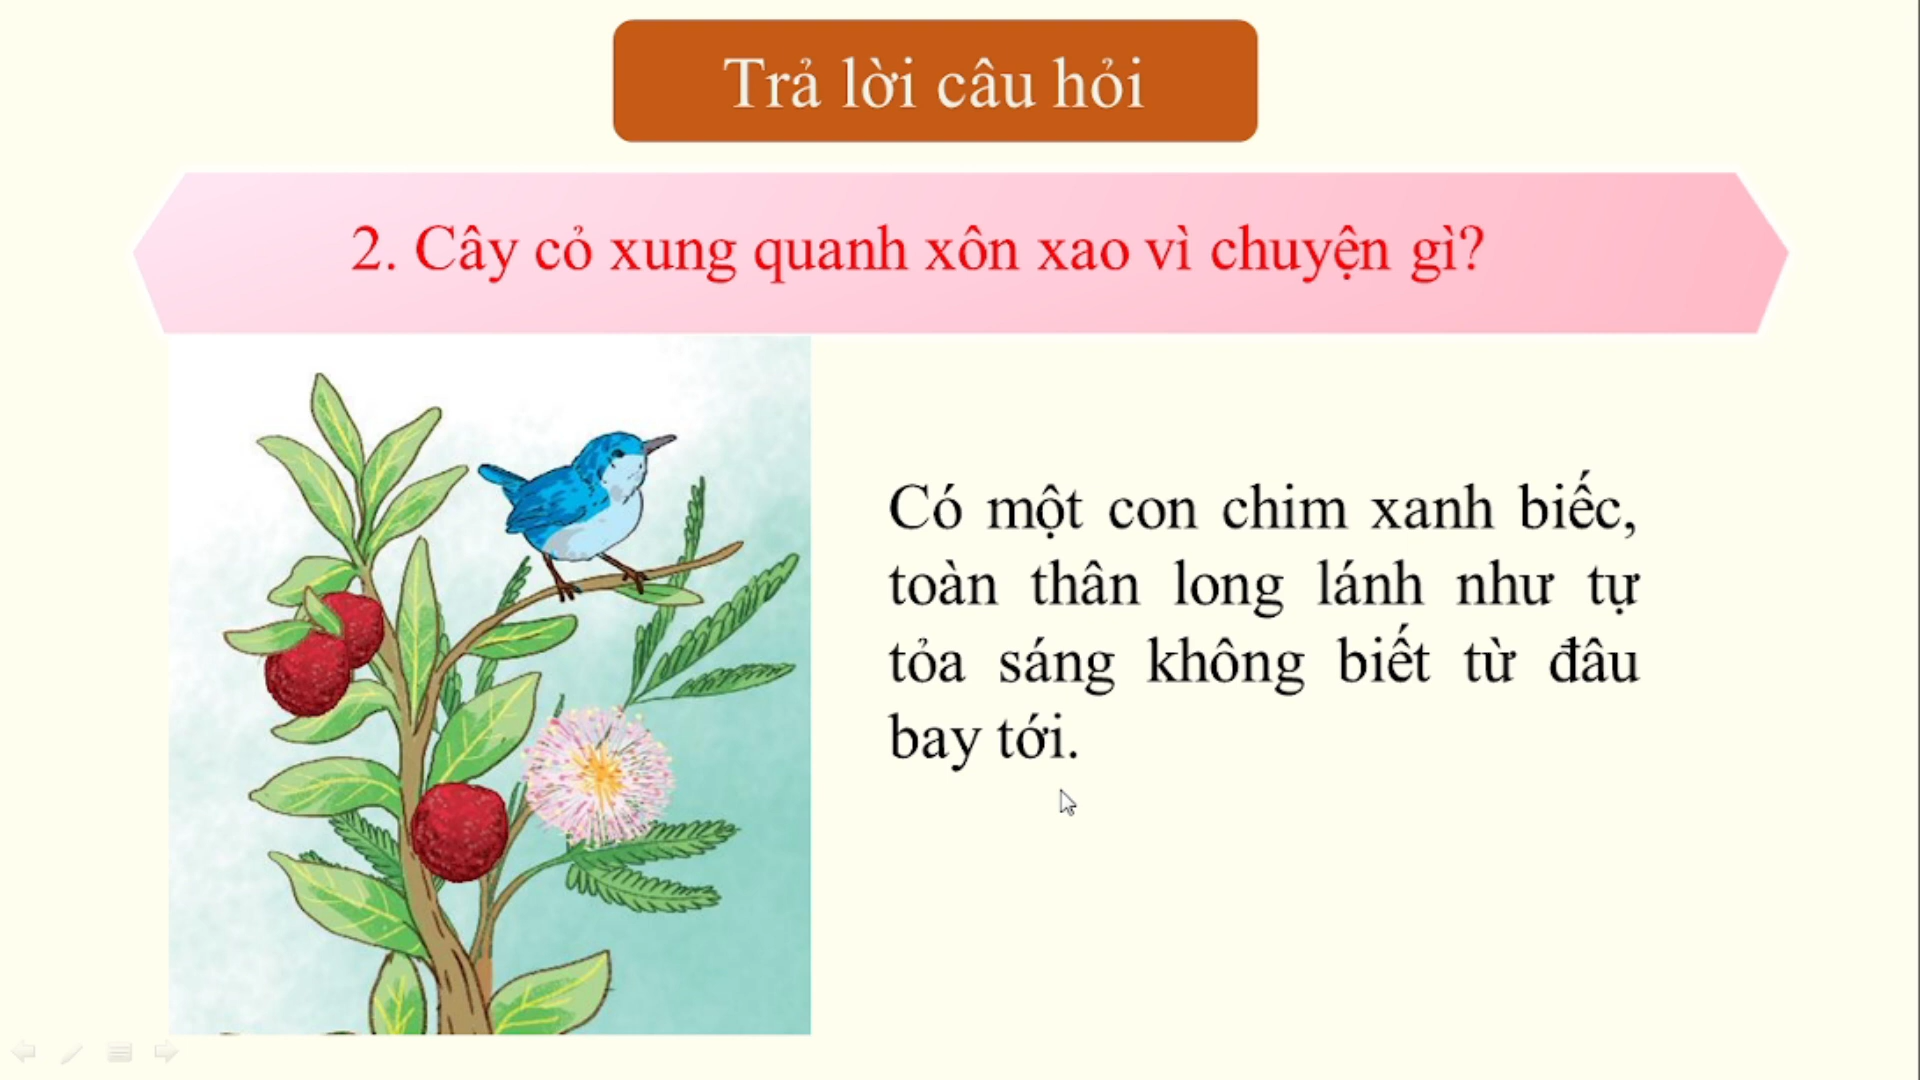 Trả lời câu hỏi
2. Cây cỏ xung quanh xôn xao vì chuyện gì?
Có một con chim xanh biếc,
toàn thân long lánh như tự
tỏa sáng không biết từ đâu
bay tới.